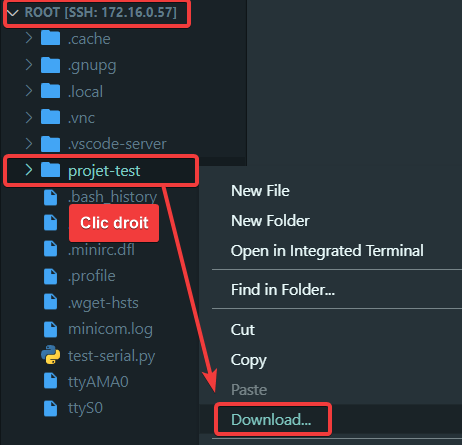 ROOT [SSH: 172.16.0.57]
.cache
.gnupg
.local
.vnc
.vscode-server
projet-test
.bash_history
Clic droit
.minirc.dfl
.profile
.wget-hsts
minicom.log
test-serial.py
ttyAMA0
ttyS0
New File
New Folder
Open in Integrated Terminal
Find in Folder...
Cut
Copy
Paste
Download...